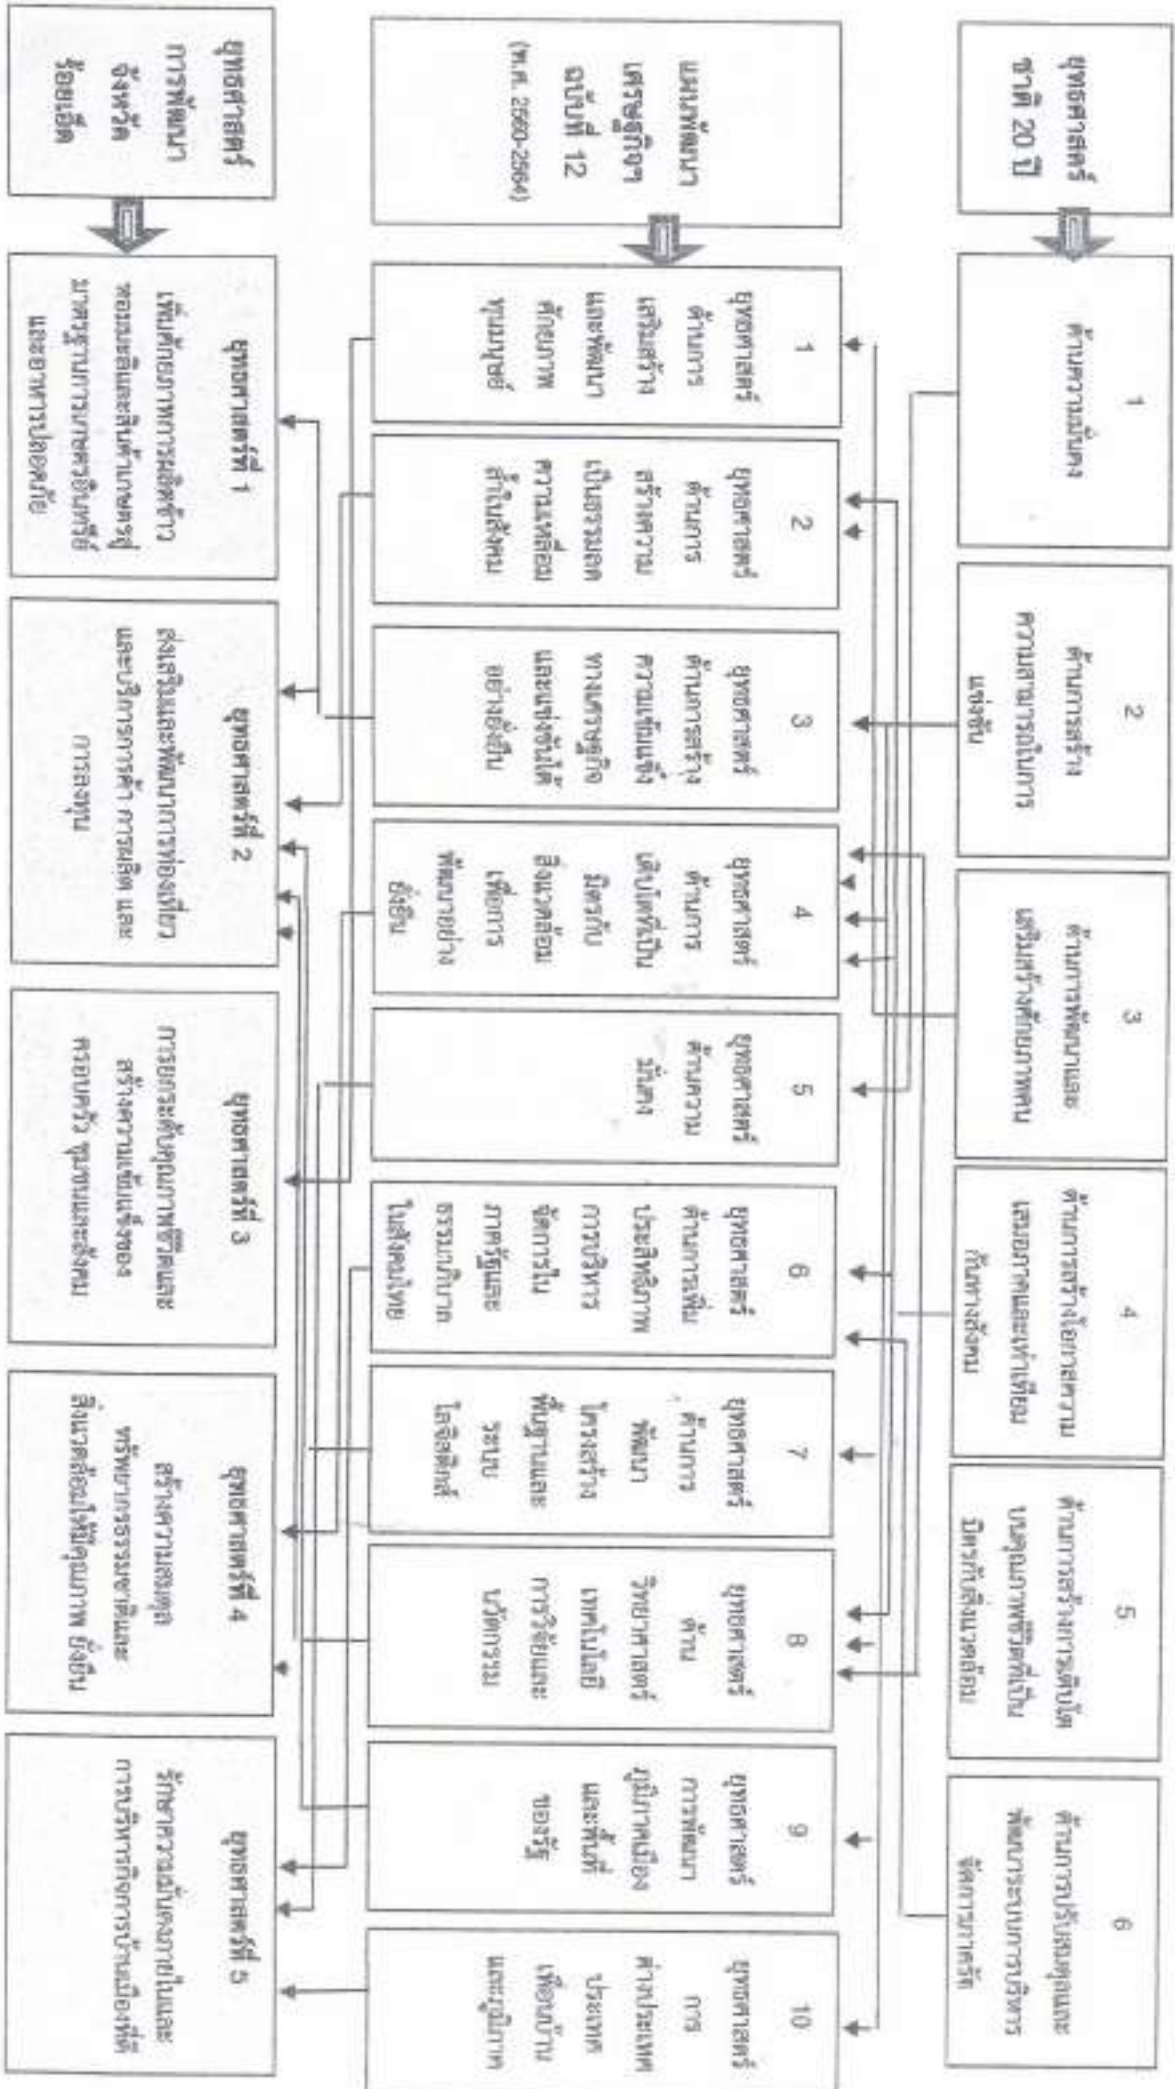 ยุทธศาสตร์
ชาติ 20 ปี
1
ด้านความมั่นคง
2
ด้านการสร้าง
ความสามารถในการ
แข่งขัน
3
ด้านการพัฒนาและ
เสริมสร้างศักยภาพคน
4
ด้านการสร้างโอกาสความ
เสมอภาคและเท่าเทียม
กันทางสังคม
5
ด้านการสร้างการเติบโต
บนคุณภาพชีวิตที่เป็น
มิตรกับสิ่งแวดล้อม
6
ด้านการปรับสมดุลและ
พัฒนาระบบการบริหาร
จัดการภาครัฐ
แผนพัฒนา
เศรษฐกิจฯ
ฉบับที่ 12
(พ.ศ. 2560-2564)
1
ยุทธศาสตร์
ด้านการ
เสริมสร้าง
และพัฒนา
ศักยภาพ
ทุนมนุษย์
2
ยุทธศาสตร์
ด้านการ
สร้างความ
เป็นธรรมลด
ความเหลื่อม
ล้ำในสังคม
3
ยุทธศาสตร์
ด้านการสร้าง
ความเข้มแข็ง
ทางเศรษฐกิจ
และแข่งขันได้
อย่างยั่งยืน
4
ยุทธศาสตร์
ด้านการ
เติบโตที่เป็น
มิตรกับ
สิ่งแวดล้อม
เพื่อการ
พัฒนาอย่าง
ยั่งยืน
5
ยุทธศาสตร์
ด้านความ
มั่นคง
6
ยุทธศาสตร์
ด้านการเพิ่ม
ประสิทธิภาพ
การบริหาร
จัดการใน
ภาครัฐและ
ธรรมาภิบาล
ในสังคมไทย
7
ยุทธศาสตร์
ด้านการ
พัฒนา
โครงสร้าง
พื้นฐานและ
ระบบ
โลจิสติกส์
8
ยุทธศาสตร์
ด้าน
วิทยาศาสตร์
เทคโนโลยี
การวิจัยและ
นวัตกรรม
9
ยุทธศาสตร์
การพัฒนา
ภูมิภาคเมือง
และพื้นที่
ของรัฐ
10
ยุทธศาสตร์
การ
ต่างประเทศ
ประเทศ
เพื่อนบ้าน
และภูมิภาค
ยุทธศาสตร์
การพัฒนา
จังหวัด
ร้อยเอ็ด
ยุทธศาสตร์ที่ 1
เพิ่มศักยภาพการผลิตข้าว
หอมมะลิและสินค้าเกษตรสู่
มาตรฐานการเกษตรอินทรีย์
และอาหารปลอดภัย
ยุทธศาสตร์ที่ 2
ส่งเสริมและพัฒนาการท่องเที่ยว
และบริการการค้า การผลิต และ
การลงทุน
ยุทธศาสตร์ที่ 3
การยกระดับคุณภาพชีวิตและ
สร้างความเข้มแข็งของ
ครอบครัว ชุมชนและสังคม
ยุทธศาสตร์ที่ 4
สร้างความสมดุล
ทรัพยากรธรรมชาติและ
สิ่งแวดล้อมให้มีคุณภาพ ยั่งยืน
ยุทธศาสตร์ที่ 5
รักษาความมั่นคงภายในและ
การบริหารกิจการบ้านเมืองที่ดี